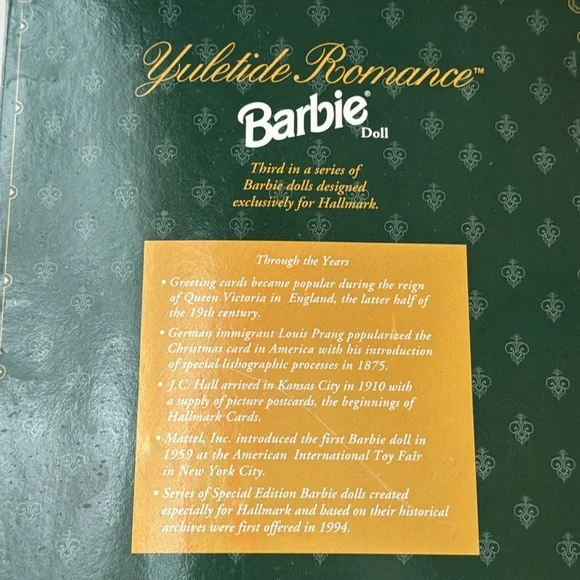 Yuletide Romance™
Barbie®
Doll
Third in a series of
Barbie dolls designed
exclusively for Hallmark.
Through the Years
• Greeting cards became popular during the reign
of Queen Victoria in England, the latter half of
the 19th century.
• German immigrant Louis Prang popularized the
Christmas card in America with his introduction
of special lithographic processes in 1875.
• J.C. Hall arrived in Kansas City in 1910 with
a supply of picture postcards, the beginnings of
Hallmark Cards.
• Mattel, Inc. introduced the first Barbie doll in
1959 at the American International Toy Fair
in New York City.
• Series of Special Edition Barbie dolls created
especially for Hallmark and based on their historical
archives were first offered in 1994.